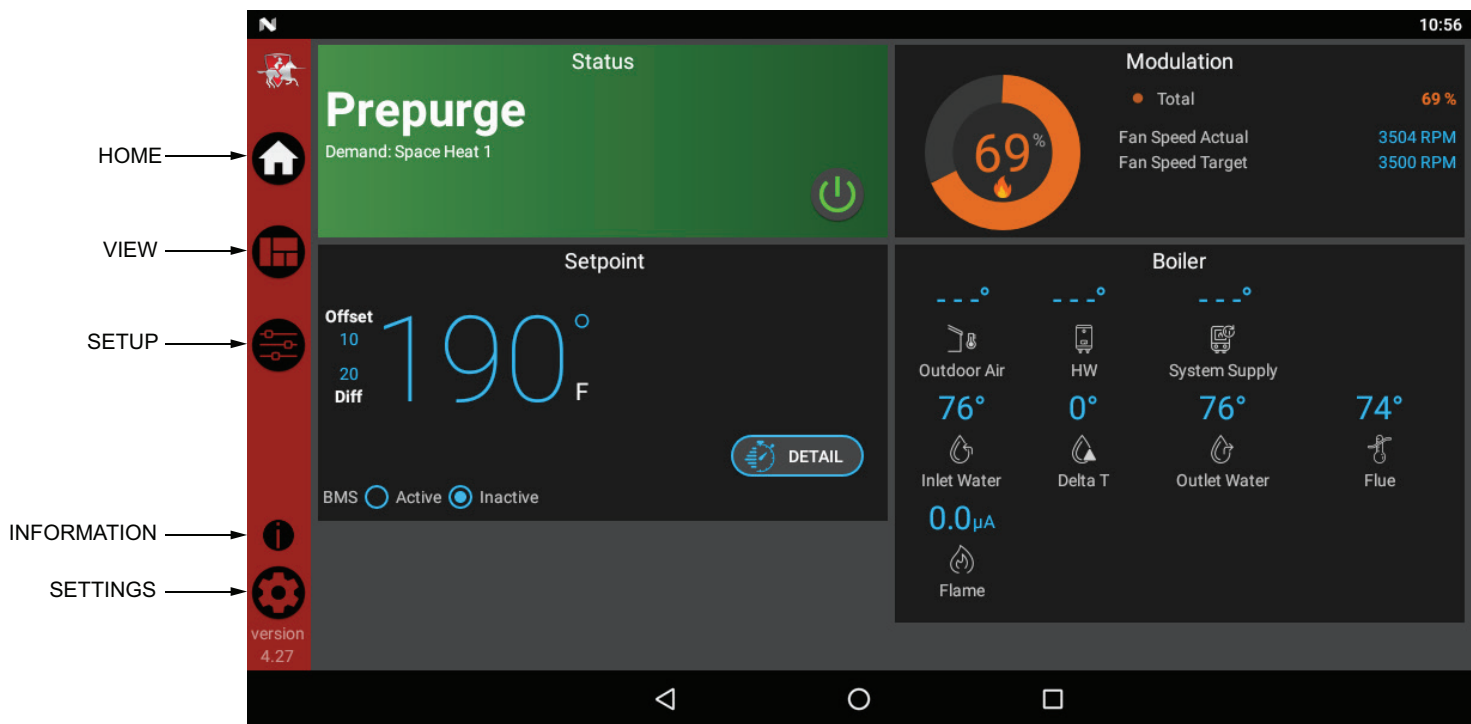 10:56
HOME
VIEW
SETUP
INFORMATION
SETTINGS
version
4.27
Status
Prepurge
Demand: Space Heat 1
Modulation
69%
Total 69 %
Fan Speed Actual 3504 RPM
Fan Speed Target 3500 RPM
Setpoint
Offset
10
190° F
20
Diff
DETAIL
BMS Active Inactive
Boiler
---° ---° ---°
Outdoor Air HW System Supply
76° 0° 76° 74°
Inlet Water Delta T Outlet Water Flue
0.0µA
Flame